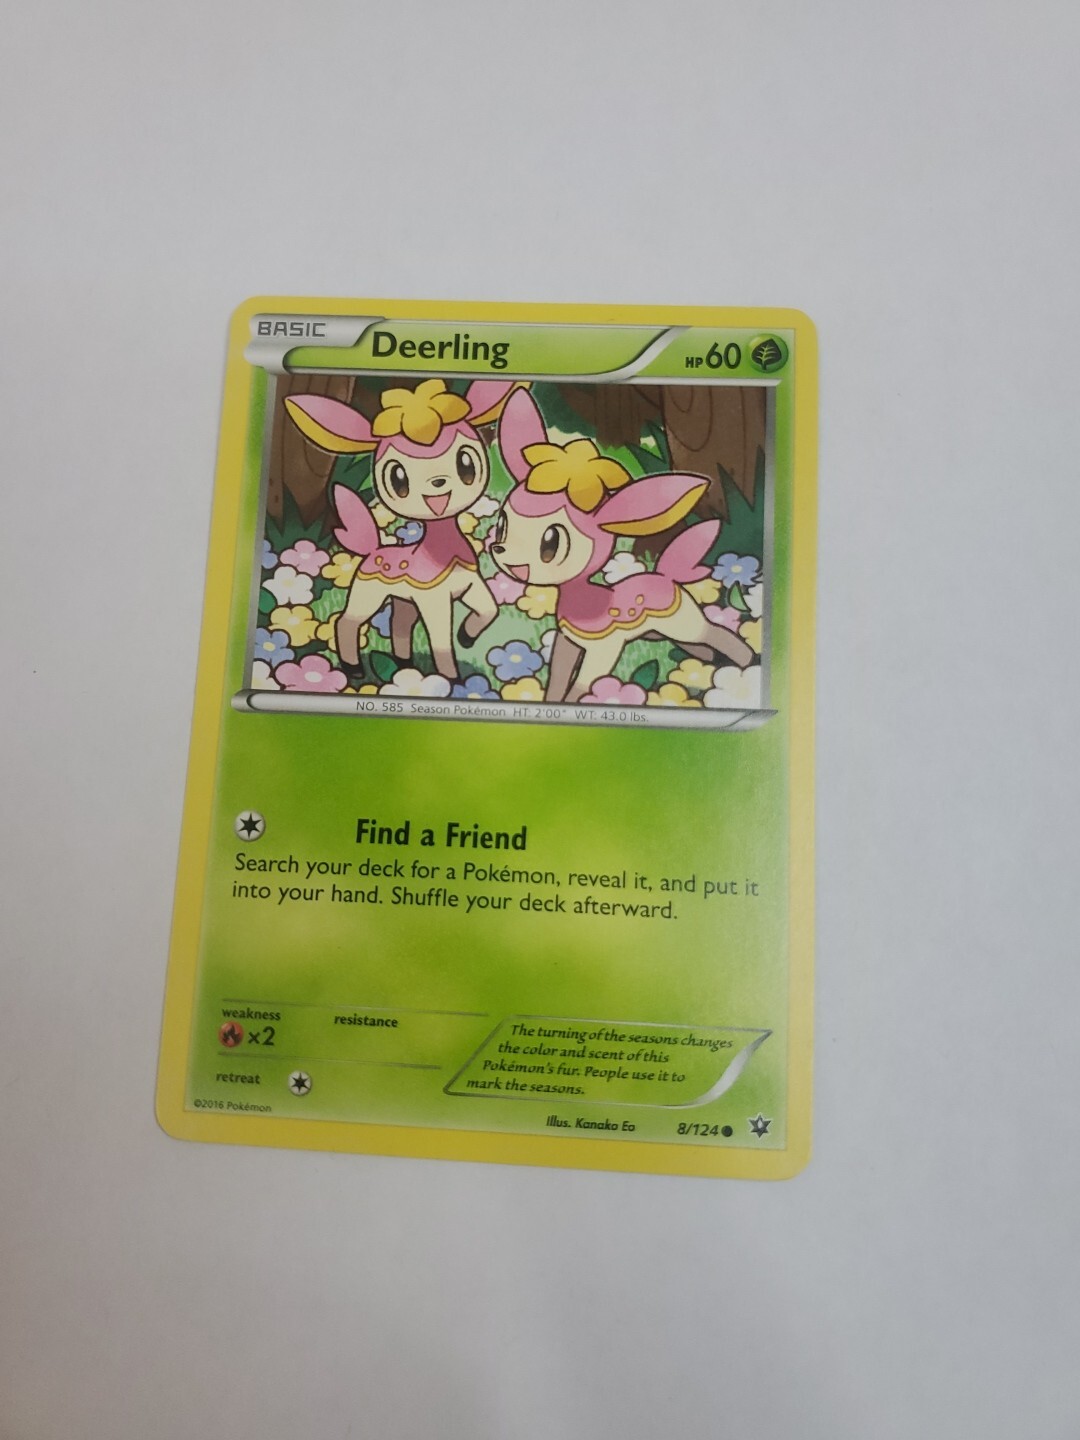 BASIC Deerling HP 60
NO. 585 Season Pokémon HT: 2'00" WT: 43.0 lbs.
Find a Friend
Search your deck for a Pokémon, reveal it, and put it
into your hand. Shuffle your deck afterward.
weakness
×2
resistance
retreat
The turning of the seasons changes
the color and scent of this
Pokémon's fur. People use it to
mark the seasons.
©2016 Pokémon
Illus. Kanako Eo
8/124